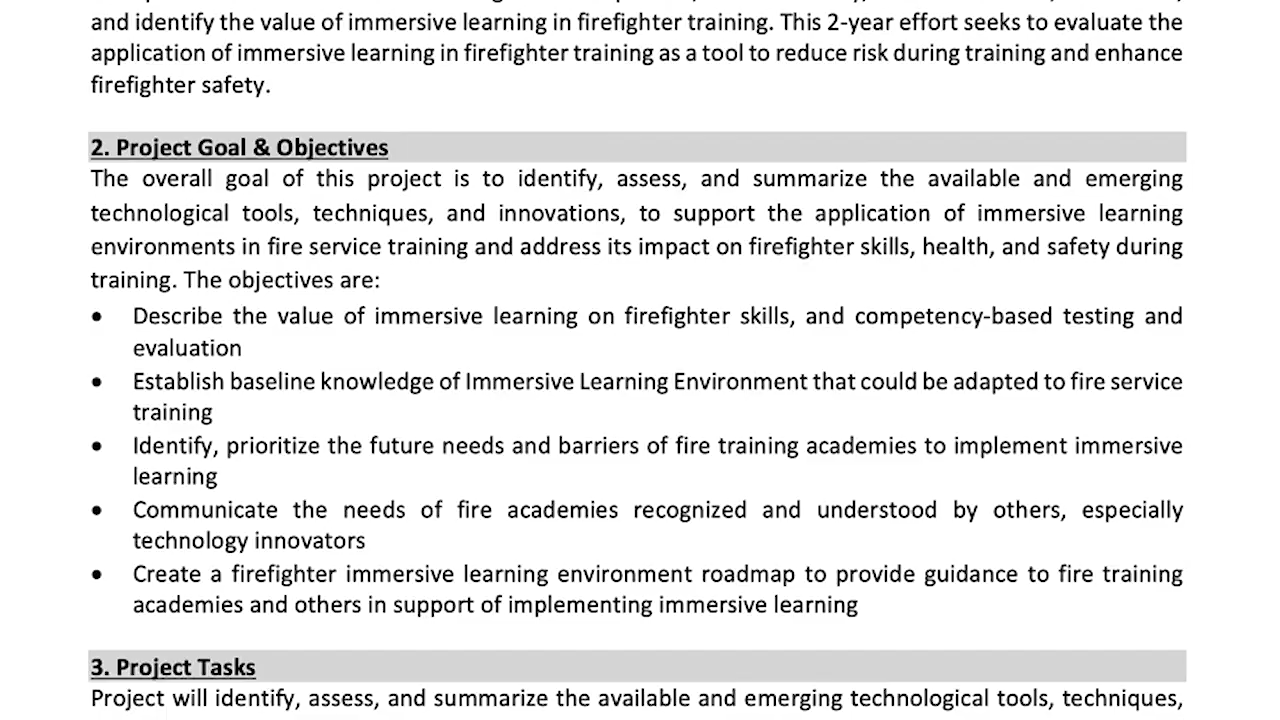 and identify the value of immersive learning in firefighter training. This 2-year effort seeks to evaluate the
application of immersive learning in firefighter training as a tool to reduce risk during training and enhance
firefighter safety.
2. Project Goal & Objectives
The overall goal of this project is to identify, assess, and summarize the available and emerging
technological tools, techniques, and innovations, to support the application of immersive learning
environments in fire service training and address its impact on firefighter skills, health, and safety during
training. The objectives are:
• Describe the value of immersive learning on firefighter skills, and competency-based testing and
evaluation
• Establish baseline knowledge of Immersive Learning Environment that could be adapted to fire service
training
• Identify, prioritize the future needs and barriers of fire training academies to implement immersive
learning
• Communicate the needs of fire academies recognized and understood by others, especially
technology innovators
• Create a firefighter immersive learning environment roadmap to provide guidance to fire training
academies and others in support of implementing immersive learning
3. Project Tasks
Project will identify, assess, and summarize the available and emerging technological tools, techniques,